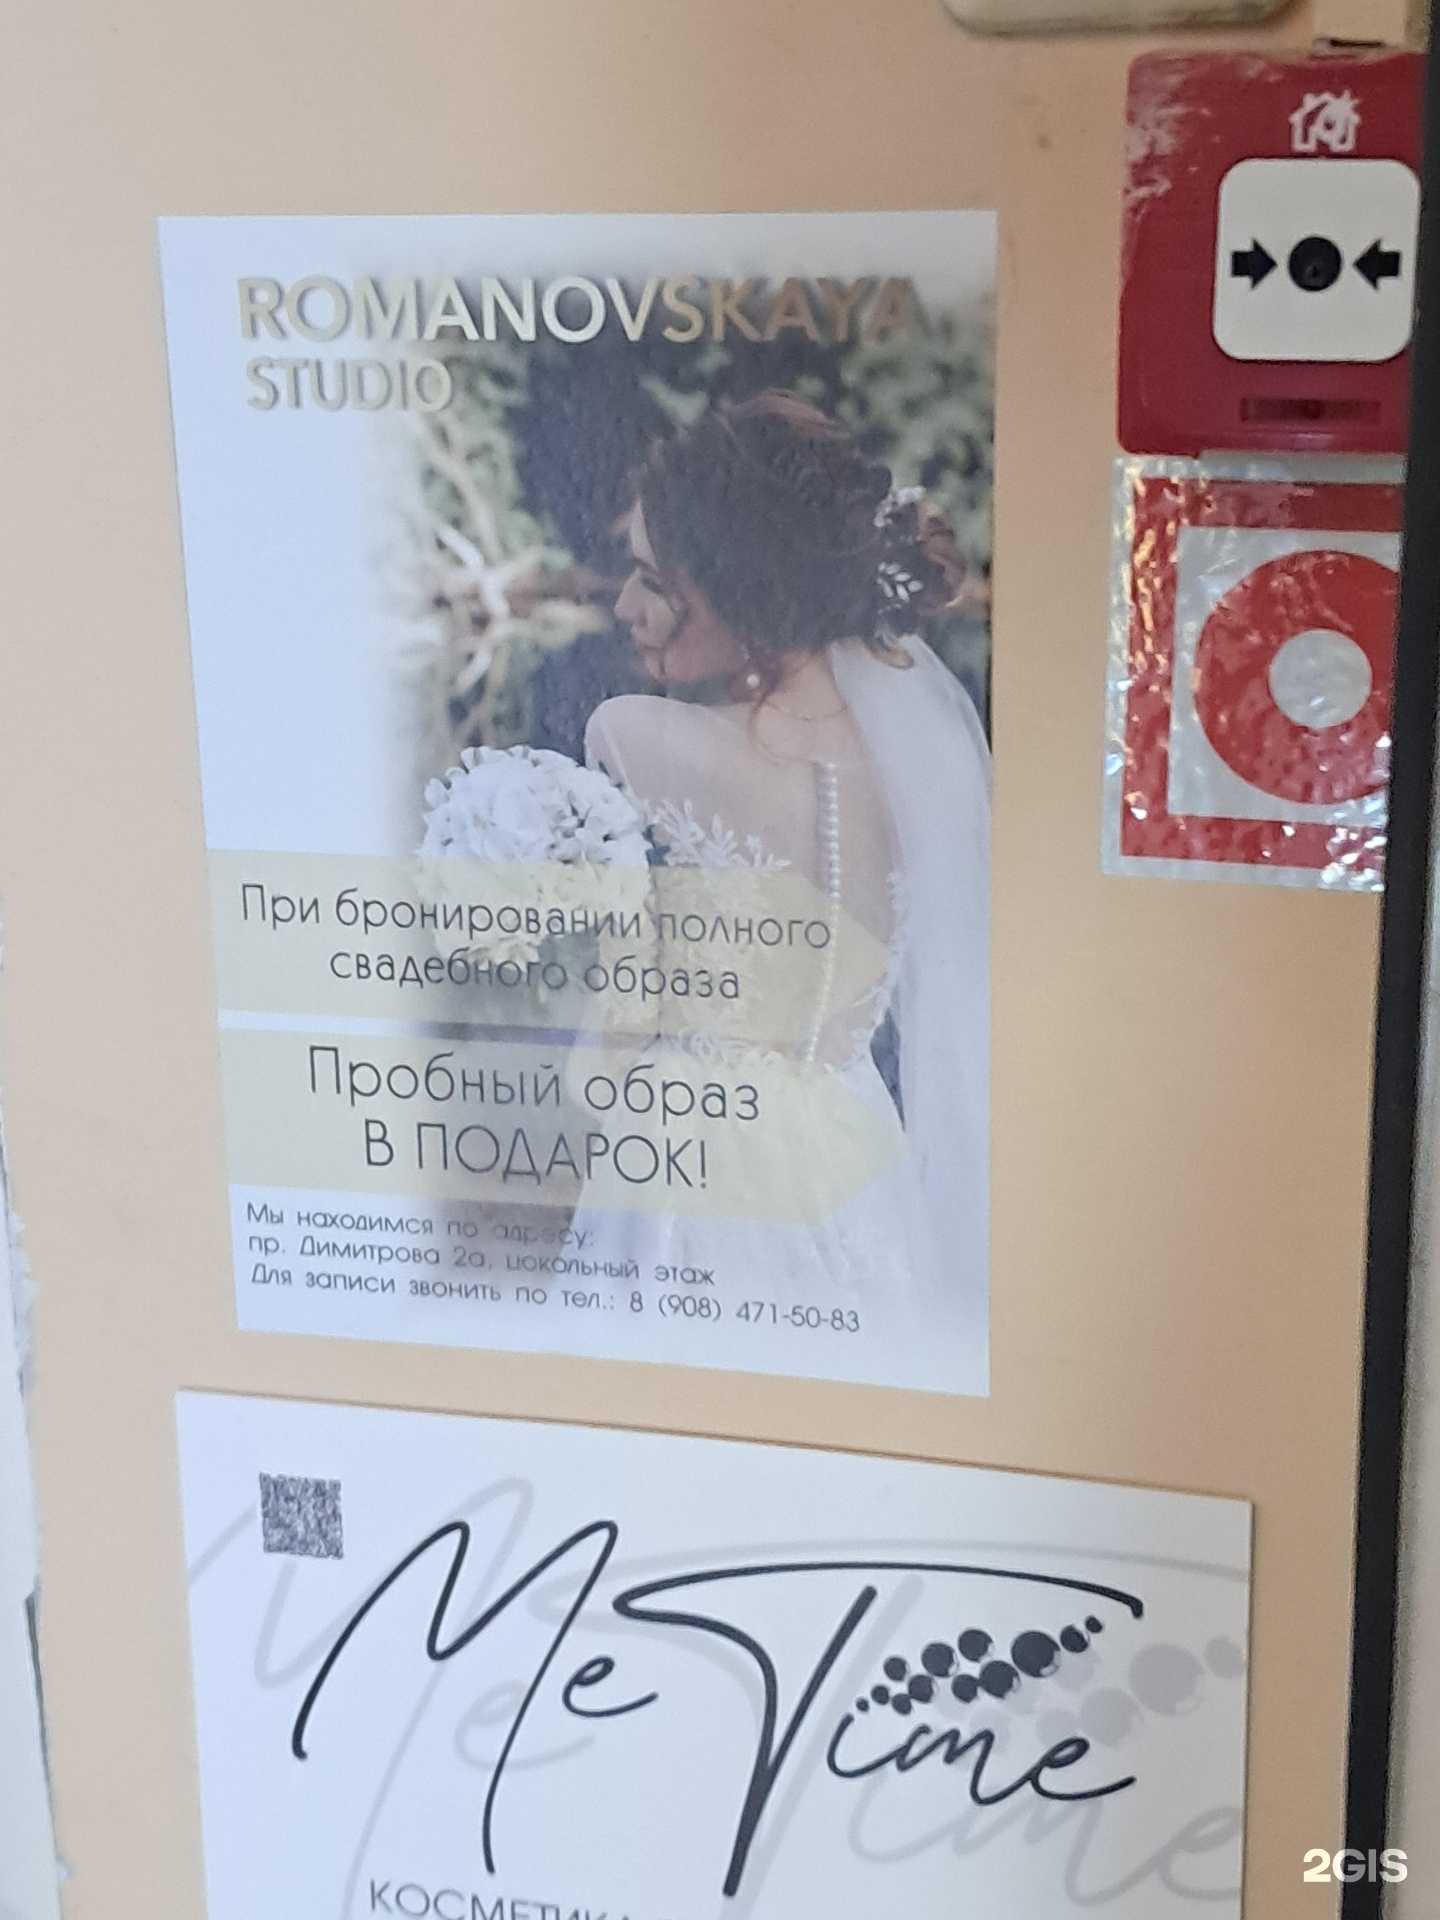 ROMANOVSKAYA
STUDIO
При бронировании полного
свадебного образа
Пробный образ
В ПОДАРОК!
Мы находимся по адресу:
пр. Димитрова 2а, цокольный этаж
Для записи звонить по тел.: 8 (908) 471-50-83
Me Time
КОСМЕТИКА
2GIS